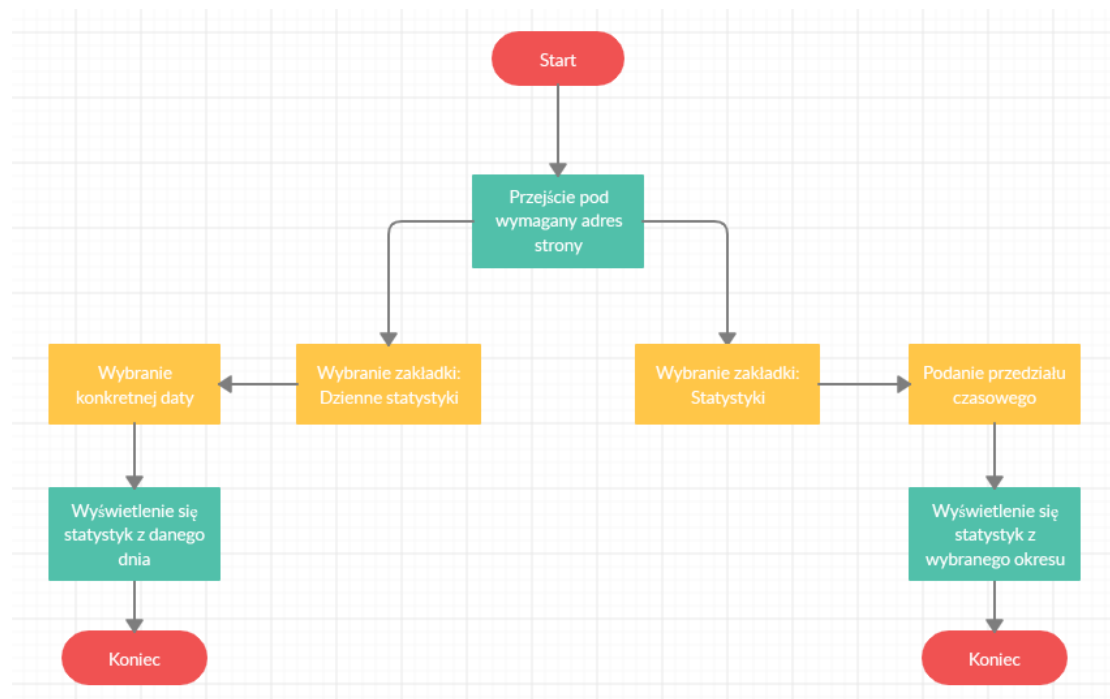 Start
Przejście pod
wymagany adres
strony
Wybranie
konkretnej daty
Wybranie zakładki:
Dzienne statystyki
Wybranie zakładki:
Statystyki
Podanie przedziału
czasowego
Wyświetlenie się
statystyk z danego
dnia
Wyświetlenie się
statystyk z
wybranego okresu
Koniec
Koniec